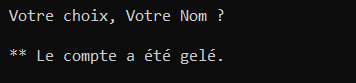 Votre choix, Votre Nom ?
** Le compte a été gelé.